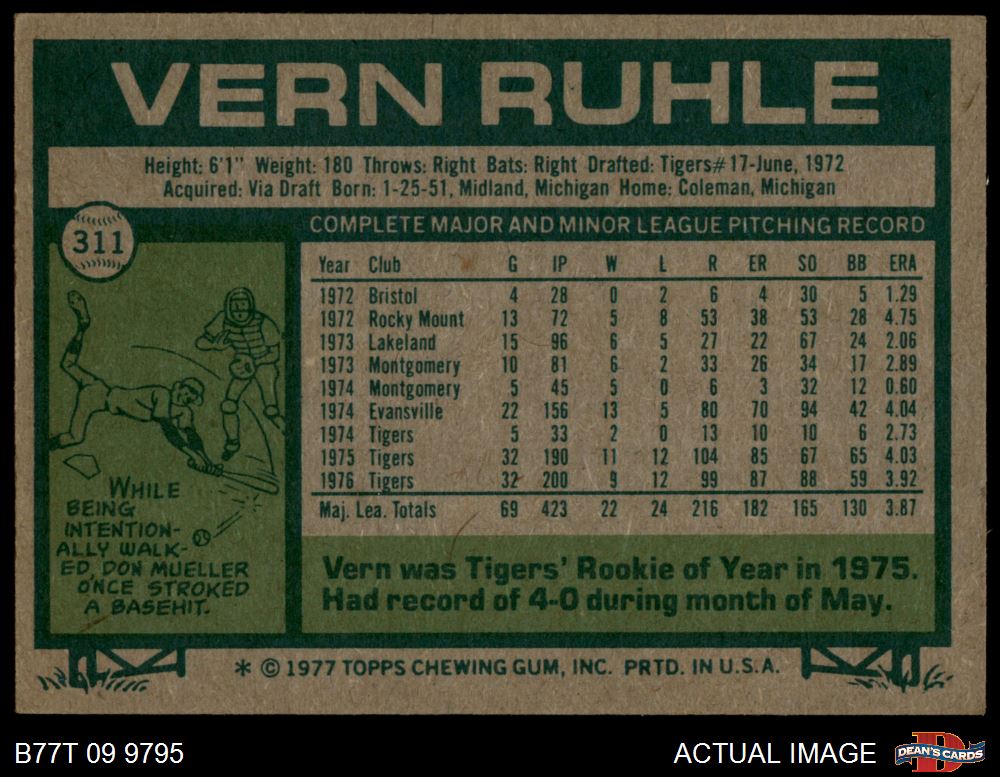 VERN RUHLE
Height: 6'1" Weight: 180 Throws: Right Bats: Right Drafted: Tigers#17-June, 1972
Acquired: Via Draft Born: 1-25-51, Midland, Michigan Home: Coleman, Michigan
311
COMPLETE MAJOR AND MINOR LEAGUE PITCHING RECORD
Year Club G IP W L R ER SO BB ERA
1972 Bristol 4 28 0 2 6 4 30 5 1.29
1972 Rocky Mount 13 72 5 8 53 38 53 28 4.75
1973 Lakeland 15 96 6 5 27 22 67 24 2.06
1973 Montgomery 10 81 6 2 33 26 34 17 2.89
1974 Montgomery 5 45 5 0 6 3 32 12 0.60
1974 Evansville 22 156 13 5 80 70 94 42 4.04
1974 Tigers 5 33 2 0 13 10 10 6 2.73
1975 Tigers 32 190 11 12 104 85 67 65 4.03
1976 Tigers 32 200 9 12 99 87 88 59 3.92
Maj. Lea. Totals 69 423 22 24 216 182 165 130 3.87
WHILE
BEING
INTENTION-
ALLY WALK-
ED, DON MUELLER
ONCE STROKED
A BASEHIT.
Vern was Tigers' Rookie of Year in 1975.
Had record of 4-0 during month of May.
* © 1977 TOPPS CHEWING GUM, INC. PRTD. IN U.S.A.
B77T 09 9795
ACTUAL IMAGE
D
DEAN'S CARDS